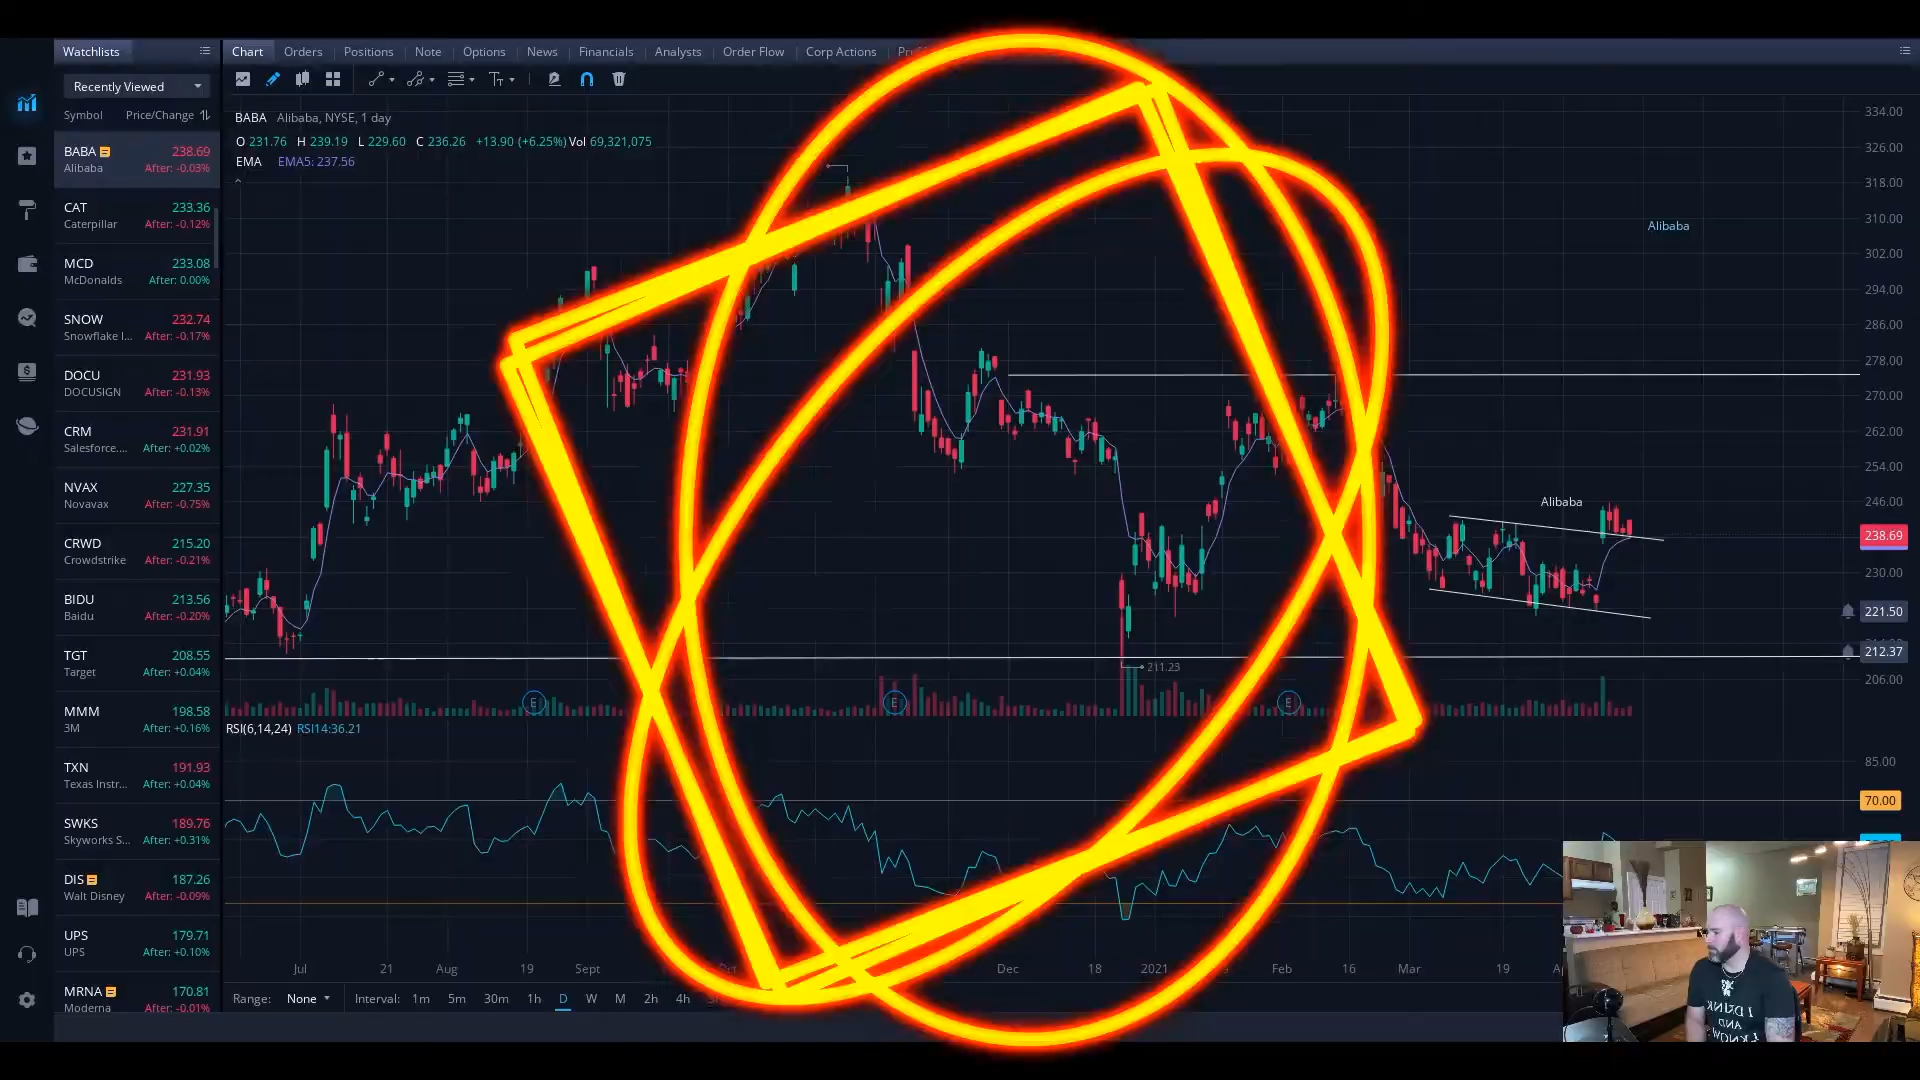 Watchlists
Chart Orders Positions Note Options News Financials Analysts Order Flow Corp Actions
Recently Viewed
Symbol Price/Change
BABA 238.69
Alibaba After: -0.03%
CAT 233.36
Caterpillar After: -0.12%
MCD 233.08
McDonalds After: 0.00%
SNOW 232.74
Snowflake I... After: -0.17%
DOCU 231.93
DOCUSIGN After: -0.13%
CRM 231.91
Salesforce.... After: +0.02%
NVAX 227.35
Novavax After: -0.75%
CRWD 215.20
Crowdstrike After: -0.21%
BIDU 213.56
Baidu After: -0.20%
TGT 208.55
Target After: +0.04%
MMM 198.58
3M After: +0.16%
TXN 191.93
Texas Instr... After: +0.04%
SWKS 189.76
Skyworks S... After: +0.31%
DIS 187.26
Walt Disney After: -0.09%
UPS 179.71
UPS After: +0.10%
MRNA 170.81
Moderna After: -0.01%
BABA Alibaba, NYSE, 1 day
O 231.76 H 239.19 L 229.60 C 236.26 +13.90 (+6.25%) Vol 69,321,075
EMA EMA5: 237.56
Alibaba
Alibaba
211.23
E E E
334.00
326.00
318.00
310.00
302.00
294.00
286.00
278.00
270.00
262.00
254.00
246.00
238.69
230.00
221.50
212.37
206.00
RSI(6,14,24) RSI14:36.21
85.00
70.00
Jul 21 Aug 19 Sept Dec 18 2021 Feb 16 Mar 19
Range: None Interval: 1m 5m 30m 1h D W M 2h 4h
I DRINK
AND
I KNOW